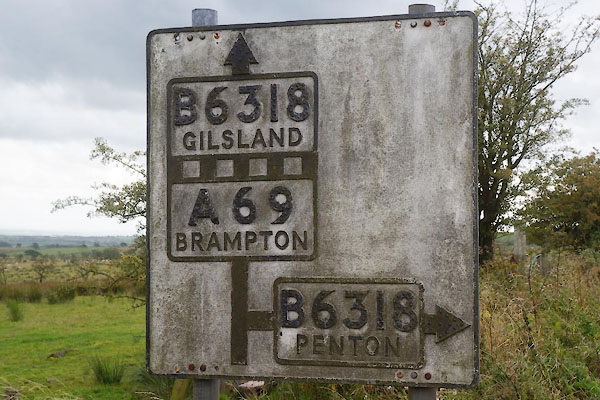 B6318
GILSLAND
A69
BRAMPTON
B6318
PENTON